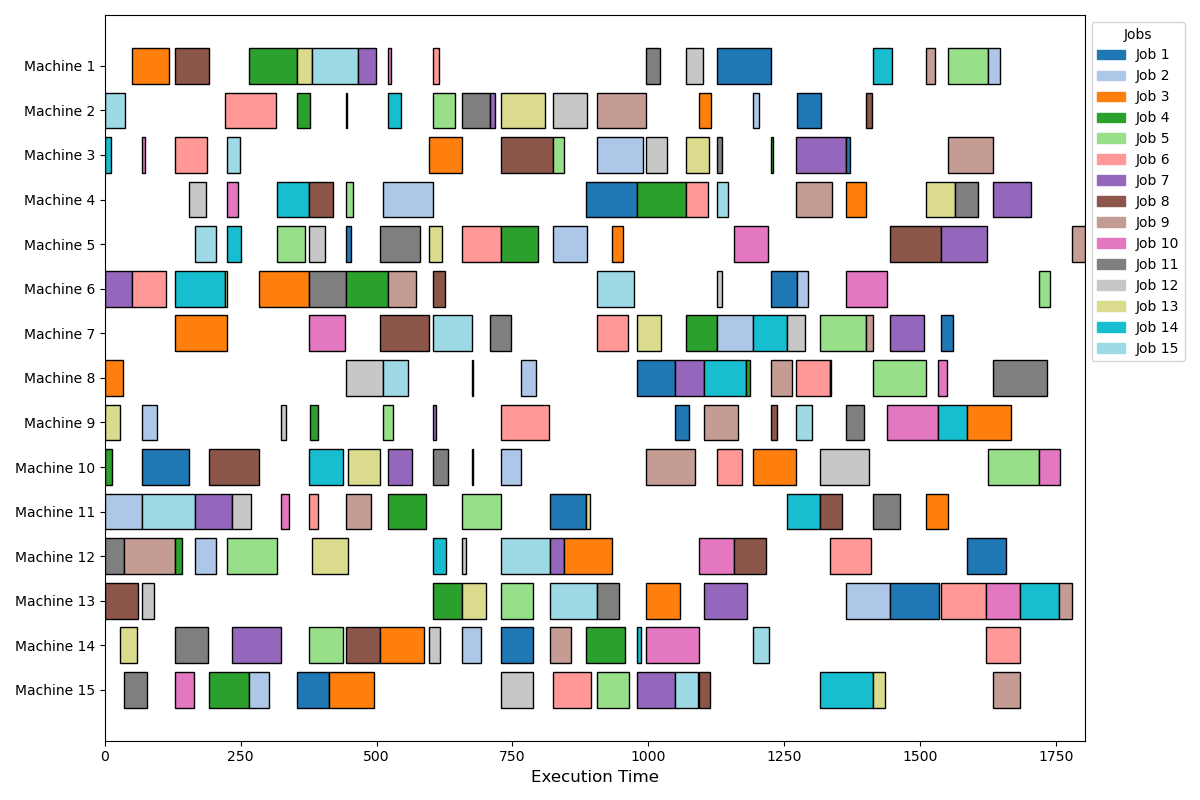 Machine 1
Machine 2
Machine 3
Machine 4
Machine 5
Machine 6
Machine 7
Machine 8
Machine 9
Machine 10
Machine 11
Machine 12
Machine 13
Machine 14
Machine 15
0 250 500 750 1000 1250 1500 1750
Execution Time
Jobs
Job 1
Job 2
Job 3
Job 4
Job 5
Job 6
Job 7
Job 8
Job 9
Job 10
Job 11
Job 12
Job 13
Job 14
Job 15